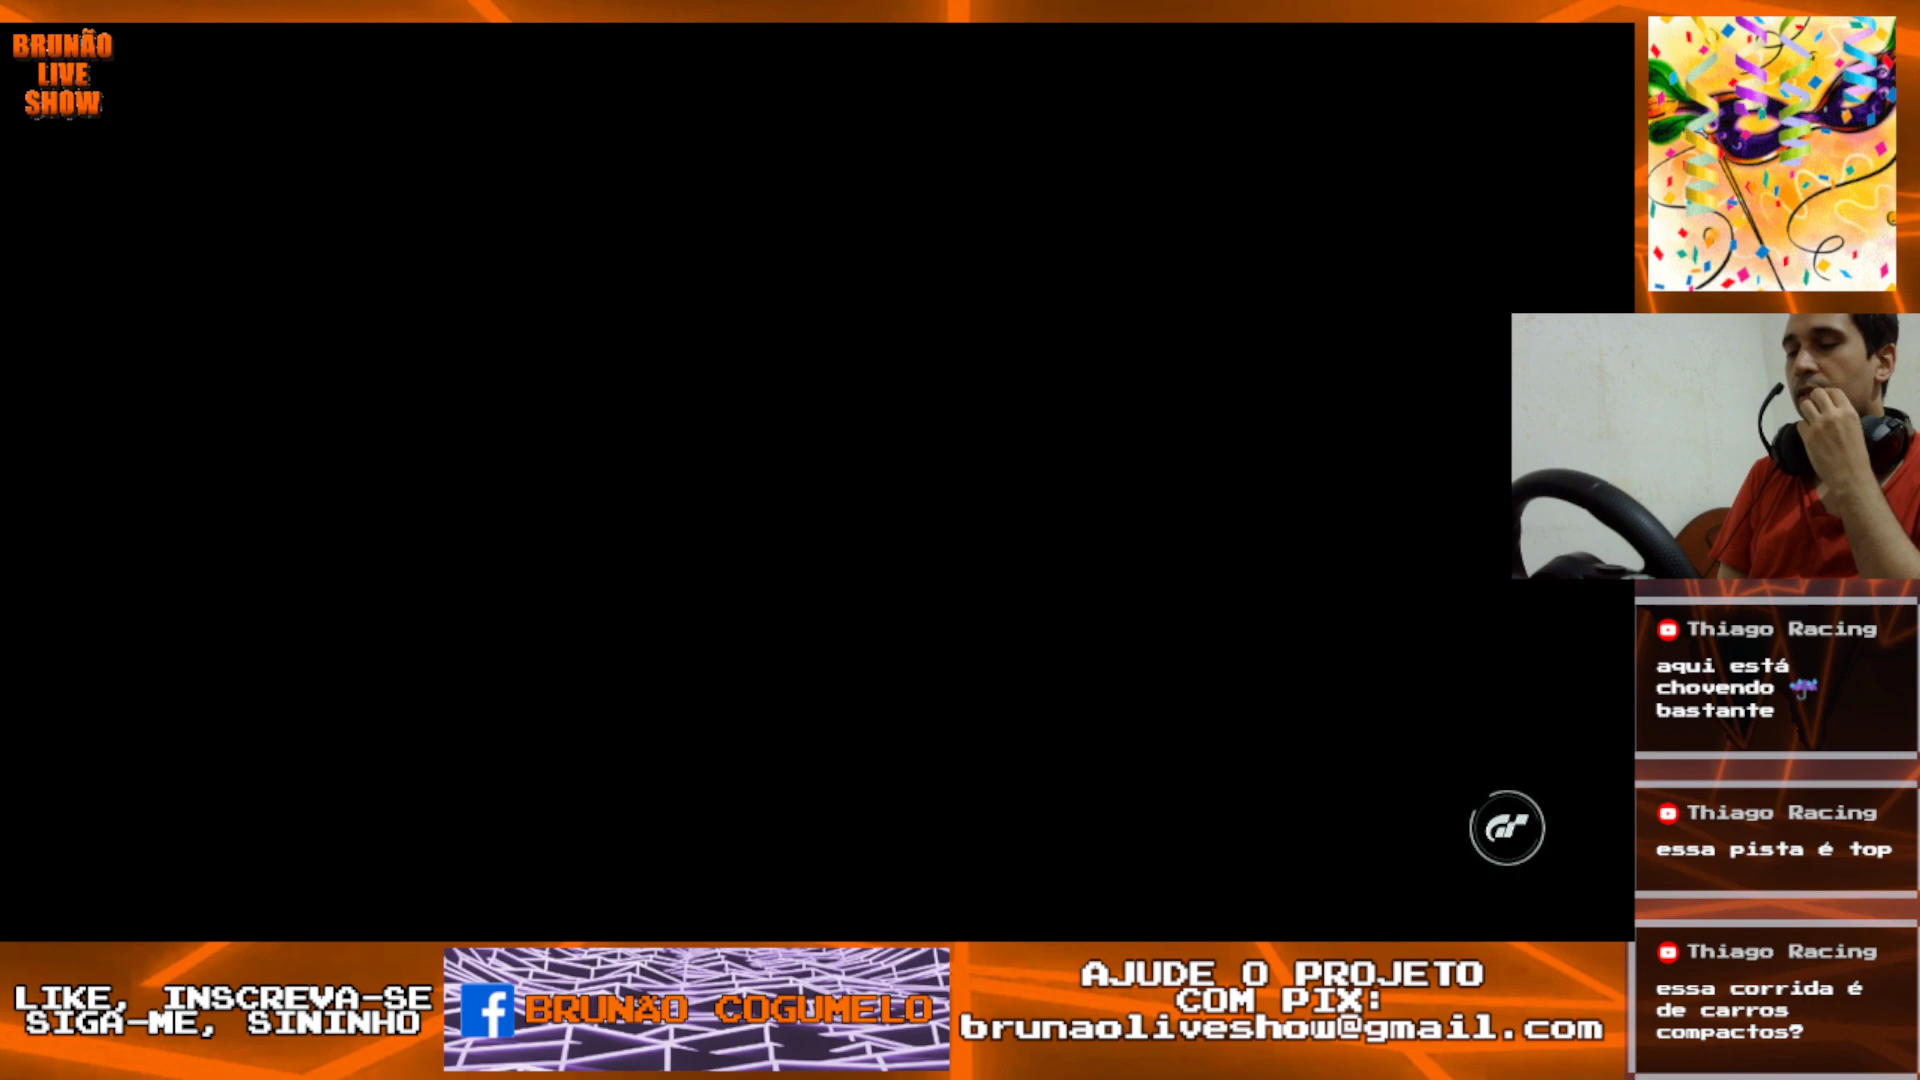 BRUNÃO
LIVE
SHOW
GT
Thiago Racing
aqui está
chovendo
bastante
Thiago Racing
essa pista é top
Thiago Racing
essa corrida é
de carros
compactos?
LIKE, INSCREVA-SE
SIGA-ME, SININHO
f BRUNÃO COGUMELO
AJUDE O PROJETO
COM PIX:
brunaoliveshow@gmail.com